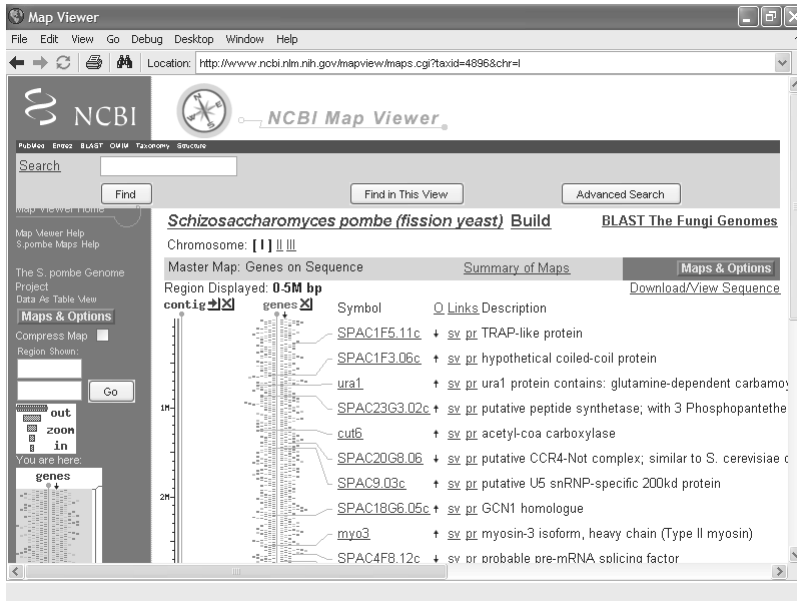 Map Viewer
File Edit View Go Debug Desktop Window Help
Location: http://www.ncbi.nlm.nih.gov/mapview/maps.cgi?taxid=4896&chr=I
NCBI
NCBI Map Viewer
PubMed Entrez BLAST OMIM Taxonomy Structure
Search
Find Find in This View Advanced Search
Map Viewer Home
Map Viewer Help
S.pombe Maps Help
The S. pombe Genome
Project
Data As Table View
Maps & Options
Compress Map
Region Shown:
Go
out
zoom
in
You are here:
genes
Schizosaccharomyces pombe (fission yeast) Build BLAST The Fungi Genomes
Chromosome: [ I ] II III
Master Map: Genes on Sequence Summary of Maps Maps & Options
Region Displayed: 0-5M bp Download/View Sequence
contig genes Symbol O Links Description
SPAC1F5.11c ↓ sv pr TRAP-like protein
SPAC1F3.06c ↑ sv pr hypothetical coiled-coil protein
ura1 ↑ sv pr ura1 protein contains: glutamine-dependent carbamoy
1M SPAC23G3.02c ↑ sv pr putative peptide synthetase; with 3 Phosphopantethe
cut6 ↑ sv pr acetyl-coa carboxylase
SPAC20G8.06 ↓ sv pr putative CCR4-Not complex; similar to S. cerevisiae
SPAC9.03c ↑ sv pr putative U5 snRNP-specific 200kd protein
2M SPAC18G6.05c ↑ sv pr GCN1 homologue
myo3 ↑ sv pr myosin-3 isoform, heavy chain (Type II myosin)
SPAC4F8.12c ↓ sv pr probable pre-mRNA splicing factor